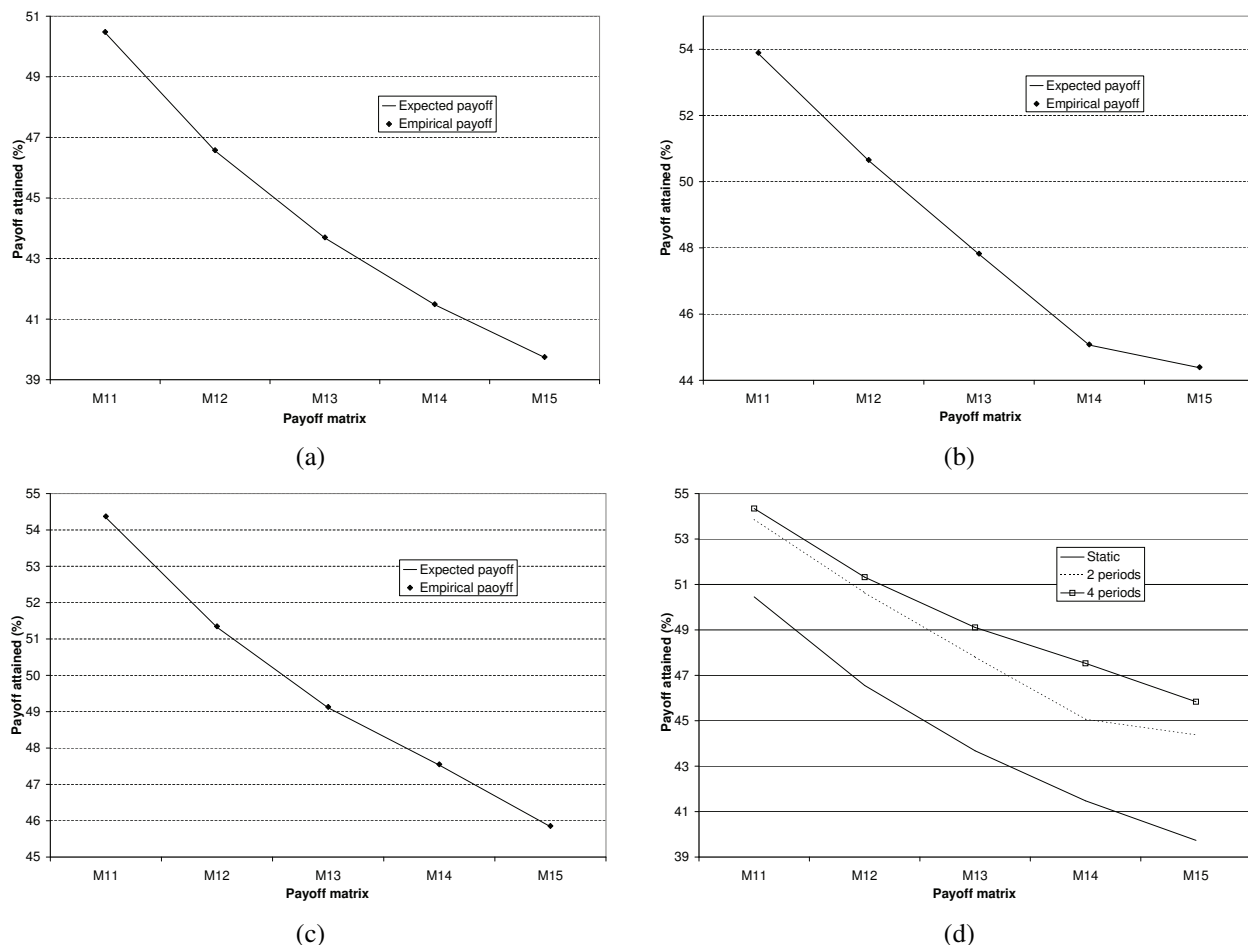 51
49
47
45
43
41
39
Payoff attained (%)
Expected payoff
Empirical payoff
M11 M12 M13 M14 M15
Payoff matrix
(a)
54
52
50
48
46
44
Payoff attained (%)
Expected payoff
Empirical payoff
M11 M12 M13 M14 M15
Payoff matrix
(b)
55
54
53
52
51
50
49
48
47
46
45
Payoff attained (%)
Expected payoff
Empirical paoyff
M11 M12 M13 M14 M15
Payoff matrix
(c)
55
53
51
49
47
45
43
41
39
Payoff attained (%)
Static
2 periods
4 periods
M11 M12 M13 M14 M15
Payoff matrix
(d)